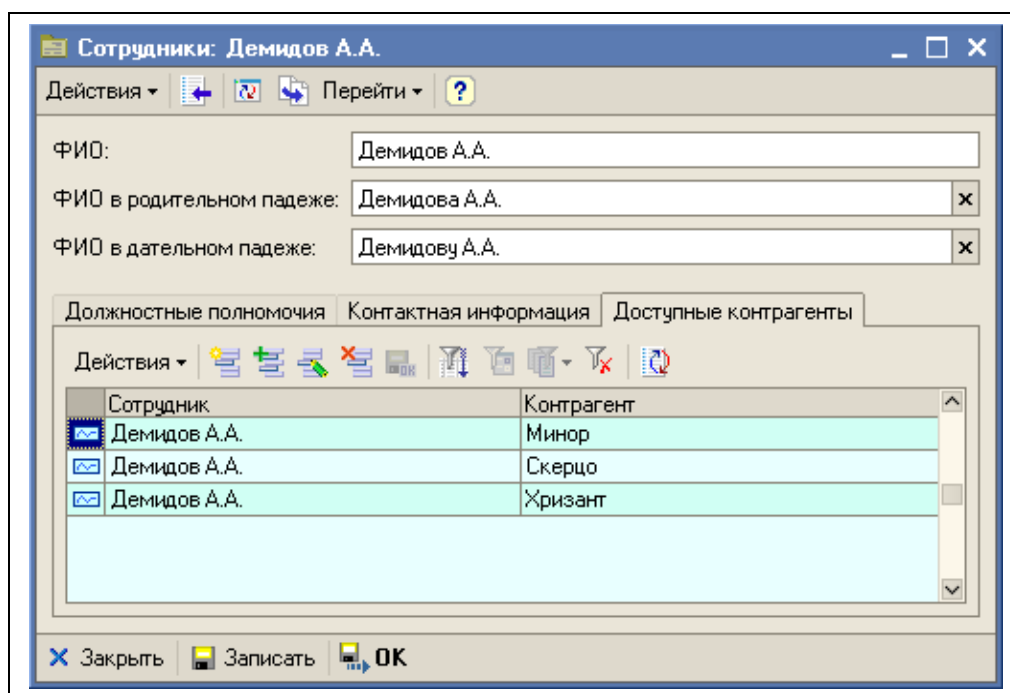 Сотрудники: Демидов А.А.
Действия Перейти ?
ФИО: Демидов А.А.
ФИО в родительном падеже: Демидова А.А.
ФИО в дательном падеже: Демидову А.А.
Должностные полномочия Контактная информация Доступные контрагенты
Действия
Сотрудник Контрагент
Демидов А.А. Минор
Демидов А.А. Скерцо
Демидов А.А. Хризант
Закрыть Записать OK